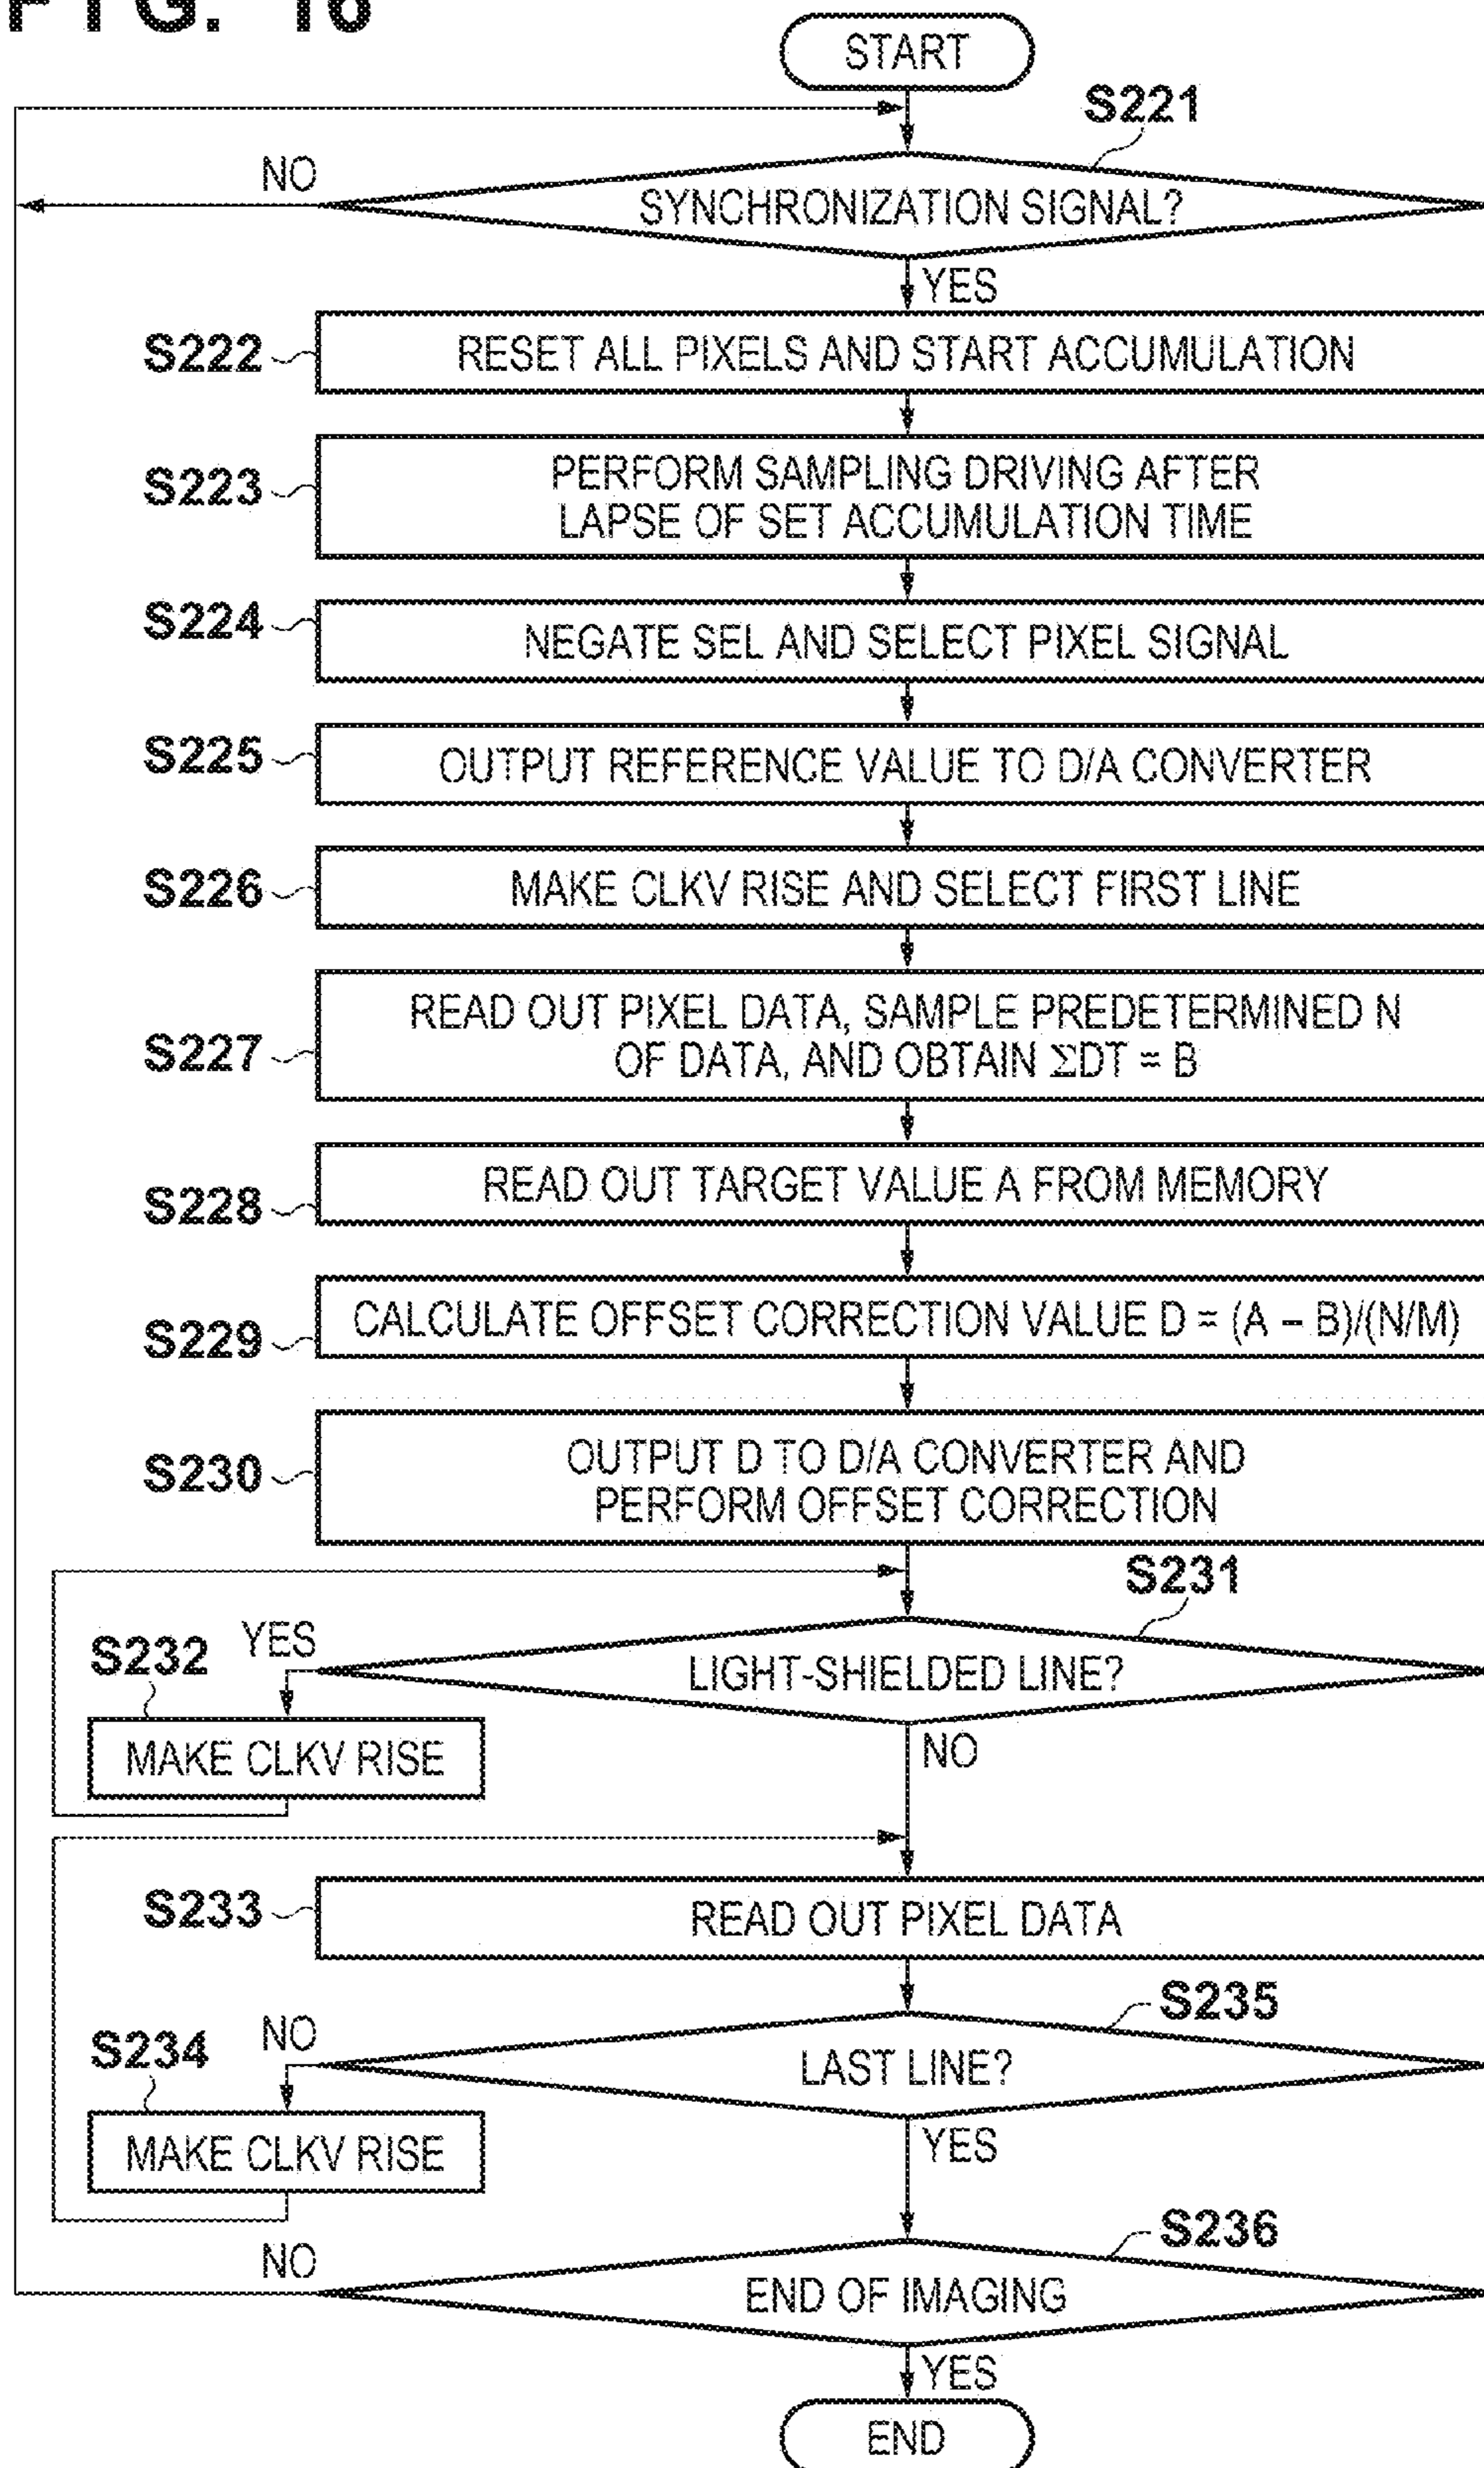 FIG. 16
START
S221
NO
SYNCHRONIZATION SIGNAL?
YES
S222
RESET ALL PIXELS AND START ACCUMULATION
S223
PERFORM SAMPLING DRIVING AFTER
LAPSE OF SET ACCUMULATION TIME
S224
NEGATE SEL AND SELECT PIXEL SIGNAL
S225
OUTPUT REFERENCE VALUE TO D/A CONVERTER
S226
MAKE CLKV RISE AND SELECT FIRST LINE
S227
READ OUT PIXEL DATA, SAMPLE PREDETERMINED N
OF DATA, AND OBTAIN ΣDT = B
S228
READ OUT TARGET VALUE A FROM MEMORY
S229
CALCULATE OFFSET CORRECTION VALUE D = (A – B)/(N/M)
S230
OUTPUT D TO D/A CONVERTER AND
PERFORM OFFSET CORRECTION
S231
S232
YES
LIGHT-SHIELDED LINE?
MAKE CLKV RISE
NO
S233
READ OUT PIXEL DATA
S235
S234
NO
LAST LINE?
MAKE CLKV RISE
YES
S236
NO
END OF IMAGING
YES
END